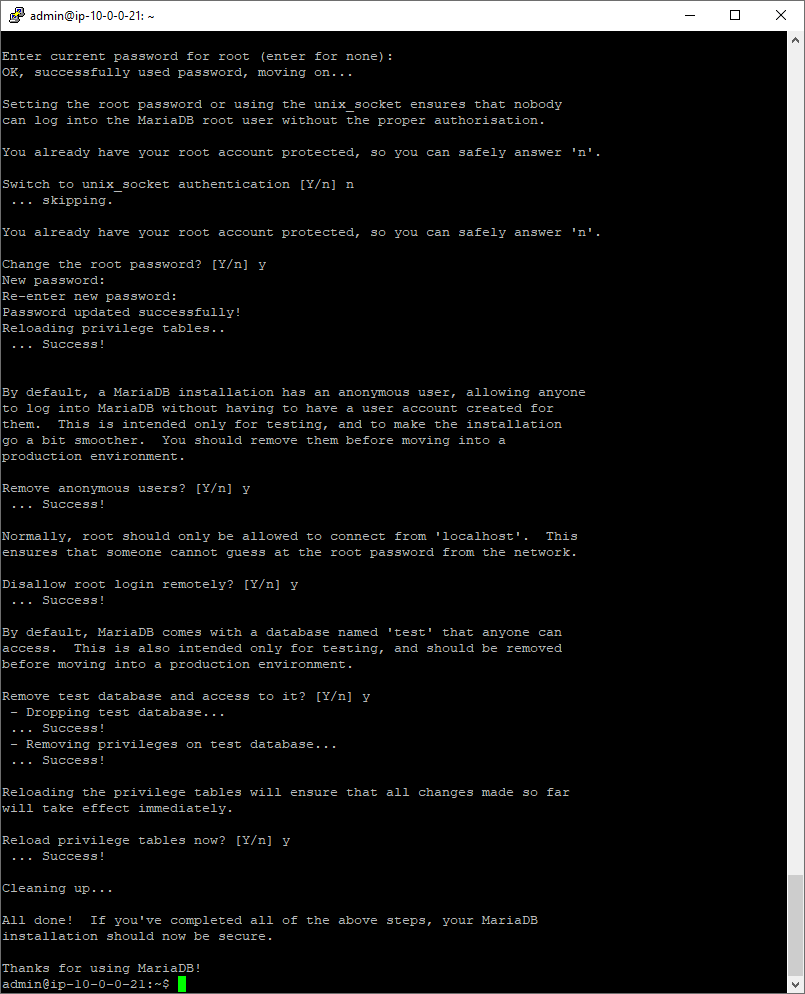 admin@ip-10-0-0-21: ~
Enter current password for root (enter for none):
OK, successfully used password, moving on...
Setting the root password or using the unix_socket ensures that nobody
can log into the MariaDB root user without the proper authorisation.
You already have your root account protected, so you can safely answer 'n'.
Switch to unix_socket authentication [Y/n] n
 ... skipping.
You already have your root account protected, so you can safely answer 'n'.
Change the root password? [Y/n] y
New password:
Re-enter new password:
Password updated successfully!
Reloading privilege tables..
 ... Success!
By default, a MariaDB installation has an anonymous user, allowing anyone
to log into MariaDB without having to have a user account created for
them.  This is intended only for testing, and to make the installation
go a bit smoother.  You should remove them before moving into a
production environment.
Remove anonymous users? [Y/n] y
 ... Success!
Normally, root should only be allowed to connect from 'localhost'.  This
ensures that someone cannot guess at the root password from the network.
Disallow root login remotely? [Y/n] y
 ... Success!
By default, MariaDB comes with a database named 'test' that anyone can
access.  This is also intended only for testing, and should be removed
before moving into a production environment.
Remove test database and access to it? [Y/n] y
 - Dropping test database...
 ... Success!
 - Removing privileges on test database...
 ... Success!
Reloading the privilege tables will ensure that all changes made so far
will take effect immediately.
Reload privilege tables now? [Y/n] y
 ... Success!
Cleaning up...
All done!  If you've completed all of the above steps, your MariaDB
installation should now be secure.
Thanks for using MariaDB!
admin@ip-10-0-0-21:~$